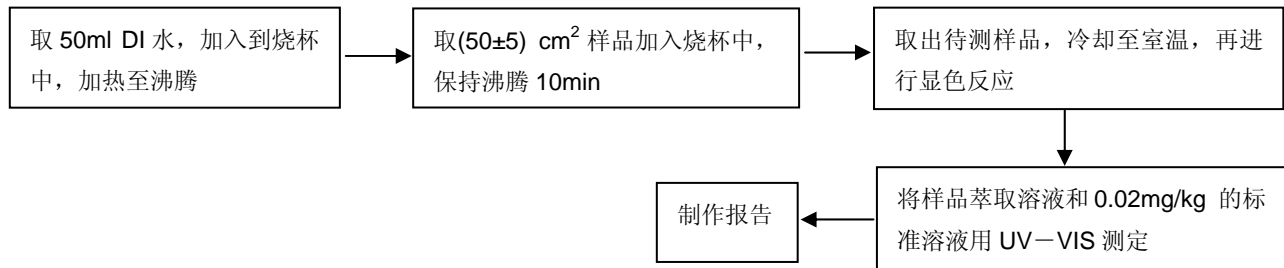 取 50ml DI 水，加入到烧杯
中，加热至沸腾
取(50±5) cm² 样品加入烧杯中，
保持沸腾 10min
取出待测样品，冷却至室温，再进
行显色反应
将样品萃取溶液和 0.02mg/kg 的标
准溶液用 UV－VIS 测定
制作报告